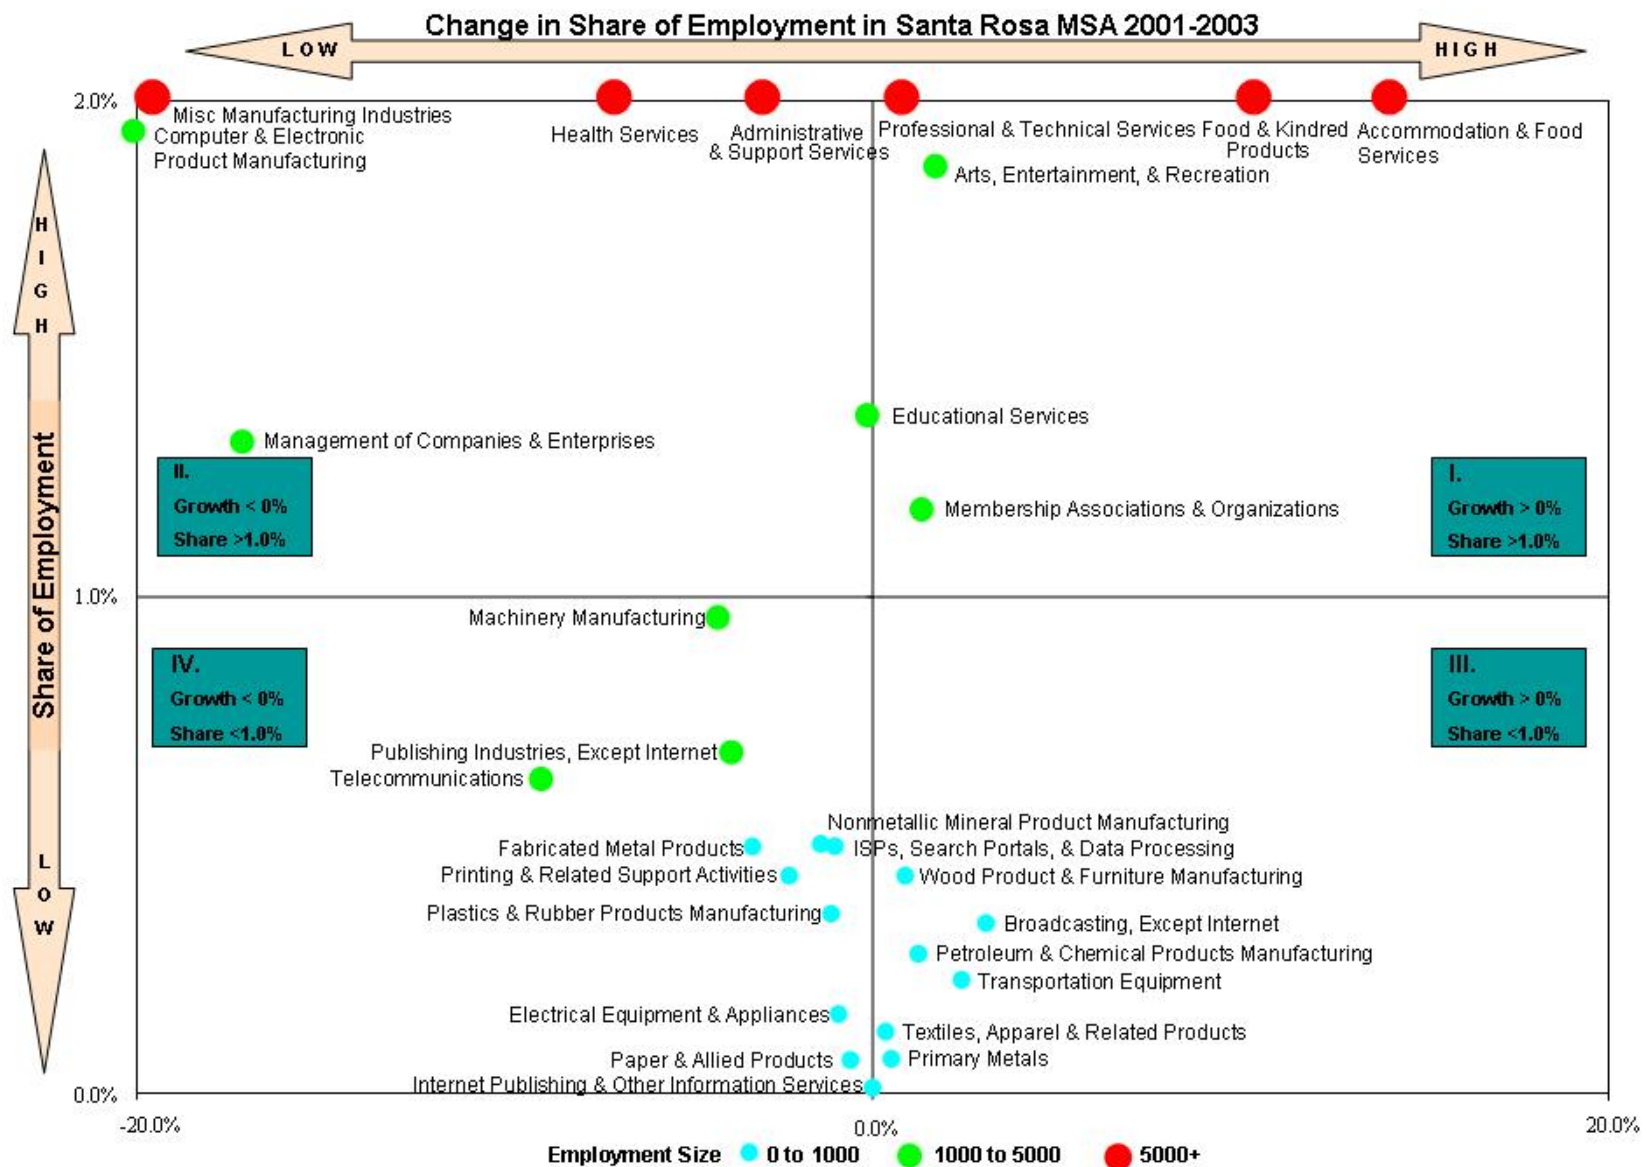 Change in Share of Employment in Santa Rosa MSA 2001-2003
LOW
HIGH
2.0%
Misc Manufacturing Industries
Computer & Electronic
Product Manufacturing
Health Services
Administrative
& Support Services
Professional & Technical Services
Food & Kindred
Products
Accommodation & Food
Services
Arts, Entertainment, & Recreation
HIGH
Educational Services
Management of Companies & Enterprises
II.
Growth < 0%
Share >1.0%
I.
Growth > 0%
Share >1.0%
Membership Associations & Organizations
Share of Employment
1.0%
Machinery Manufacturing
IV.
Growth < 0%
Share <1.0%
III.
Growth > 0%
Share <1.0%
Publishing Industries, Except Internet
Telecommunications
Nonmetallic Mineral Product Manufacturing
Fabricated Metal Products
ISPs, Search Portals, & Data Processing
Printing & Related Support Activities
Wood Product & Furniture Manufacturing
LOW
Plastics & Rubber Products Manufacturing
Broadcasting, Except Internet
Petroleum & Chemical Products Manufacturing
Transportation Equipment
Electrical Equipment & Appliances
Textiles, Apparel & Related Products
Paper & Allied Products
Primary Metals
Internet Publishing & Other Information Services
0.0%
-20.0%
0.0%
20.0%
Employment Size
0 to 1000
1000 to 5000
5000+